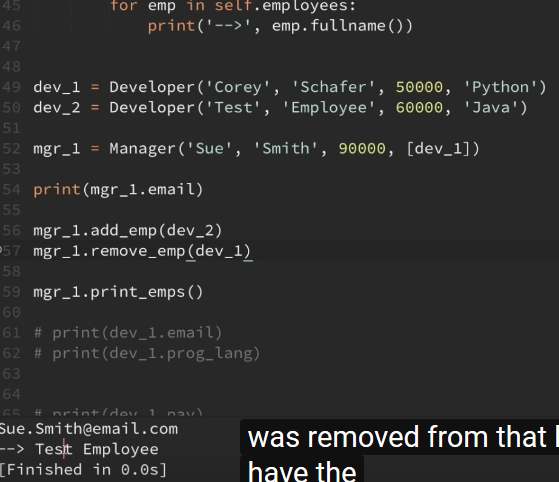 45 for emp in self.employees:
46 print('-->', emp.fullname())
47
48
49 dev_1 = Developer('Corey', 'Schafer', 50000, 'Python')
50 dev_2 = Developer('Test', 'Employee', 60000, 'Java')
51
52 mgr_1 = Manager('Sue', 'Smith', 90000, [dev_1])
53
54 print(mgr_1.email)
55
56 mgr_1.add_emp(dev_2)
57 mgr_1.remove_emp(dev_1)
58
59 mgr_1.print_emps()
60
61 # print(dev_1.email)
62 # print(dev_1.prog_lang)
63
64
65 # print(dev_1.pay)
Sue.Smith@email.com
--> Test Employee
[Finished in 0.0s]
was removed from that
have the